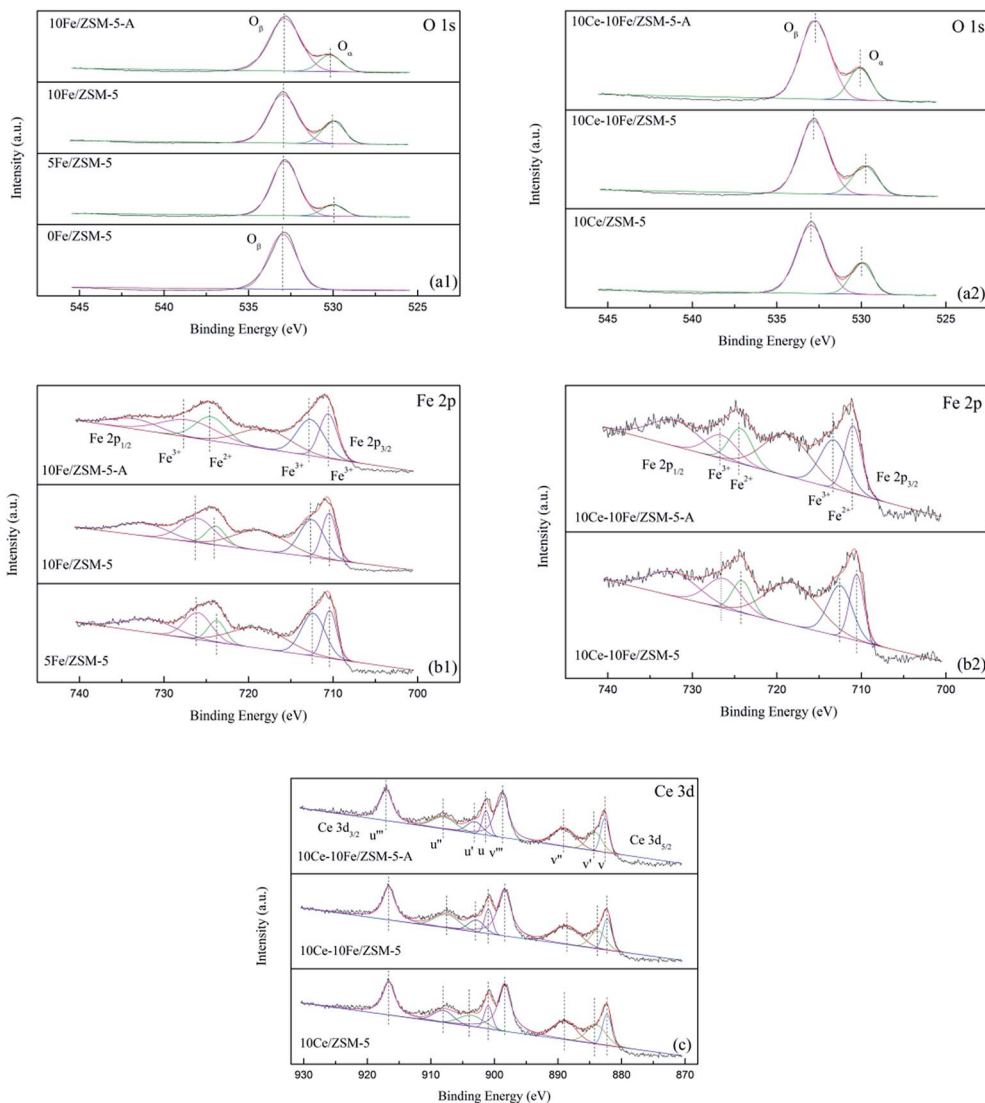 10Fe/ZSM-5-A
Oβ
Oα
O 1s
10Fe/ZSM-5
5Fe/ZSM-5
0Fe/ZSM-5
Oβ
(a1)
Intensity (a.u.)
545 540 535 530 525
Binding Energy (eV)
10Ce-10Fe/ZSM-5-A
Oβ
Oα
O 1s
10Ce-10Fe/ZSM-5
10Ce/ZSM-5
(a2)
Intensity (a.u.)
545 540 535 530 525
Binding Energy (eV)
Fe 2p
Fe 2p1/2
Fe3+
Fe2+
Fe3+
Fe3+
Fe 2p3/2
10Fe/ZSM-5-A
10Fe/ZSM-5
5Fe/ZSM-5
(b1)
Intensity (a.u.)
740 730 720 710 700
Binding Energy (eV)
Fe 2p
Fe 2p1/2
Fe3+
Fe2+
Fe3+
Fe2+
Fe 2p3/2
10Ce-10Fe/ZSM-5-A
10Ce-10Fe/ZSM-5
(b2)
Intensity (a.u.)
740 730 720 710 700
Binding Energy (eV)
Ce 3d
Ce 3d3/2
u'''
u''
u'
u
v'''
v''
v'
v
Ce 3d5/2
10Ce-10Fe/ZSM-5-A
10Ce-10Fe/ZSM-5
10Ce/ZSM-5
(c)
Intensity (a.u.)
930 920 910 900 890 880 870
Binding Energy (eV)